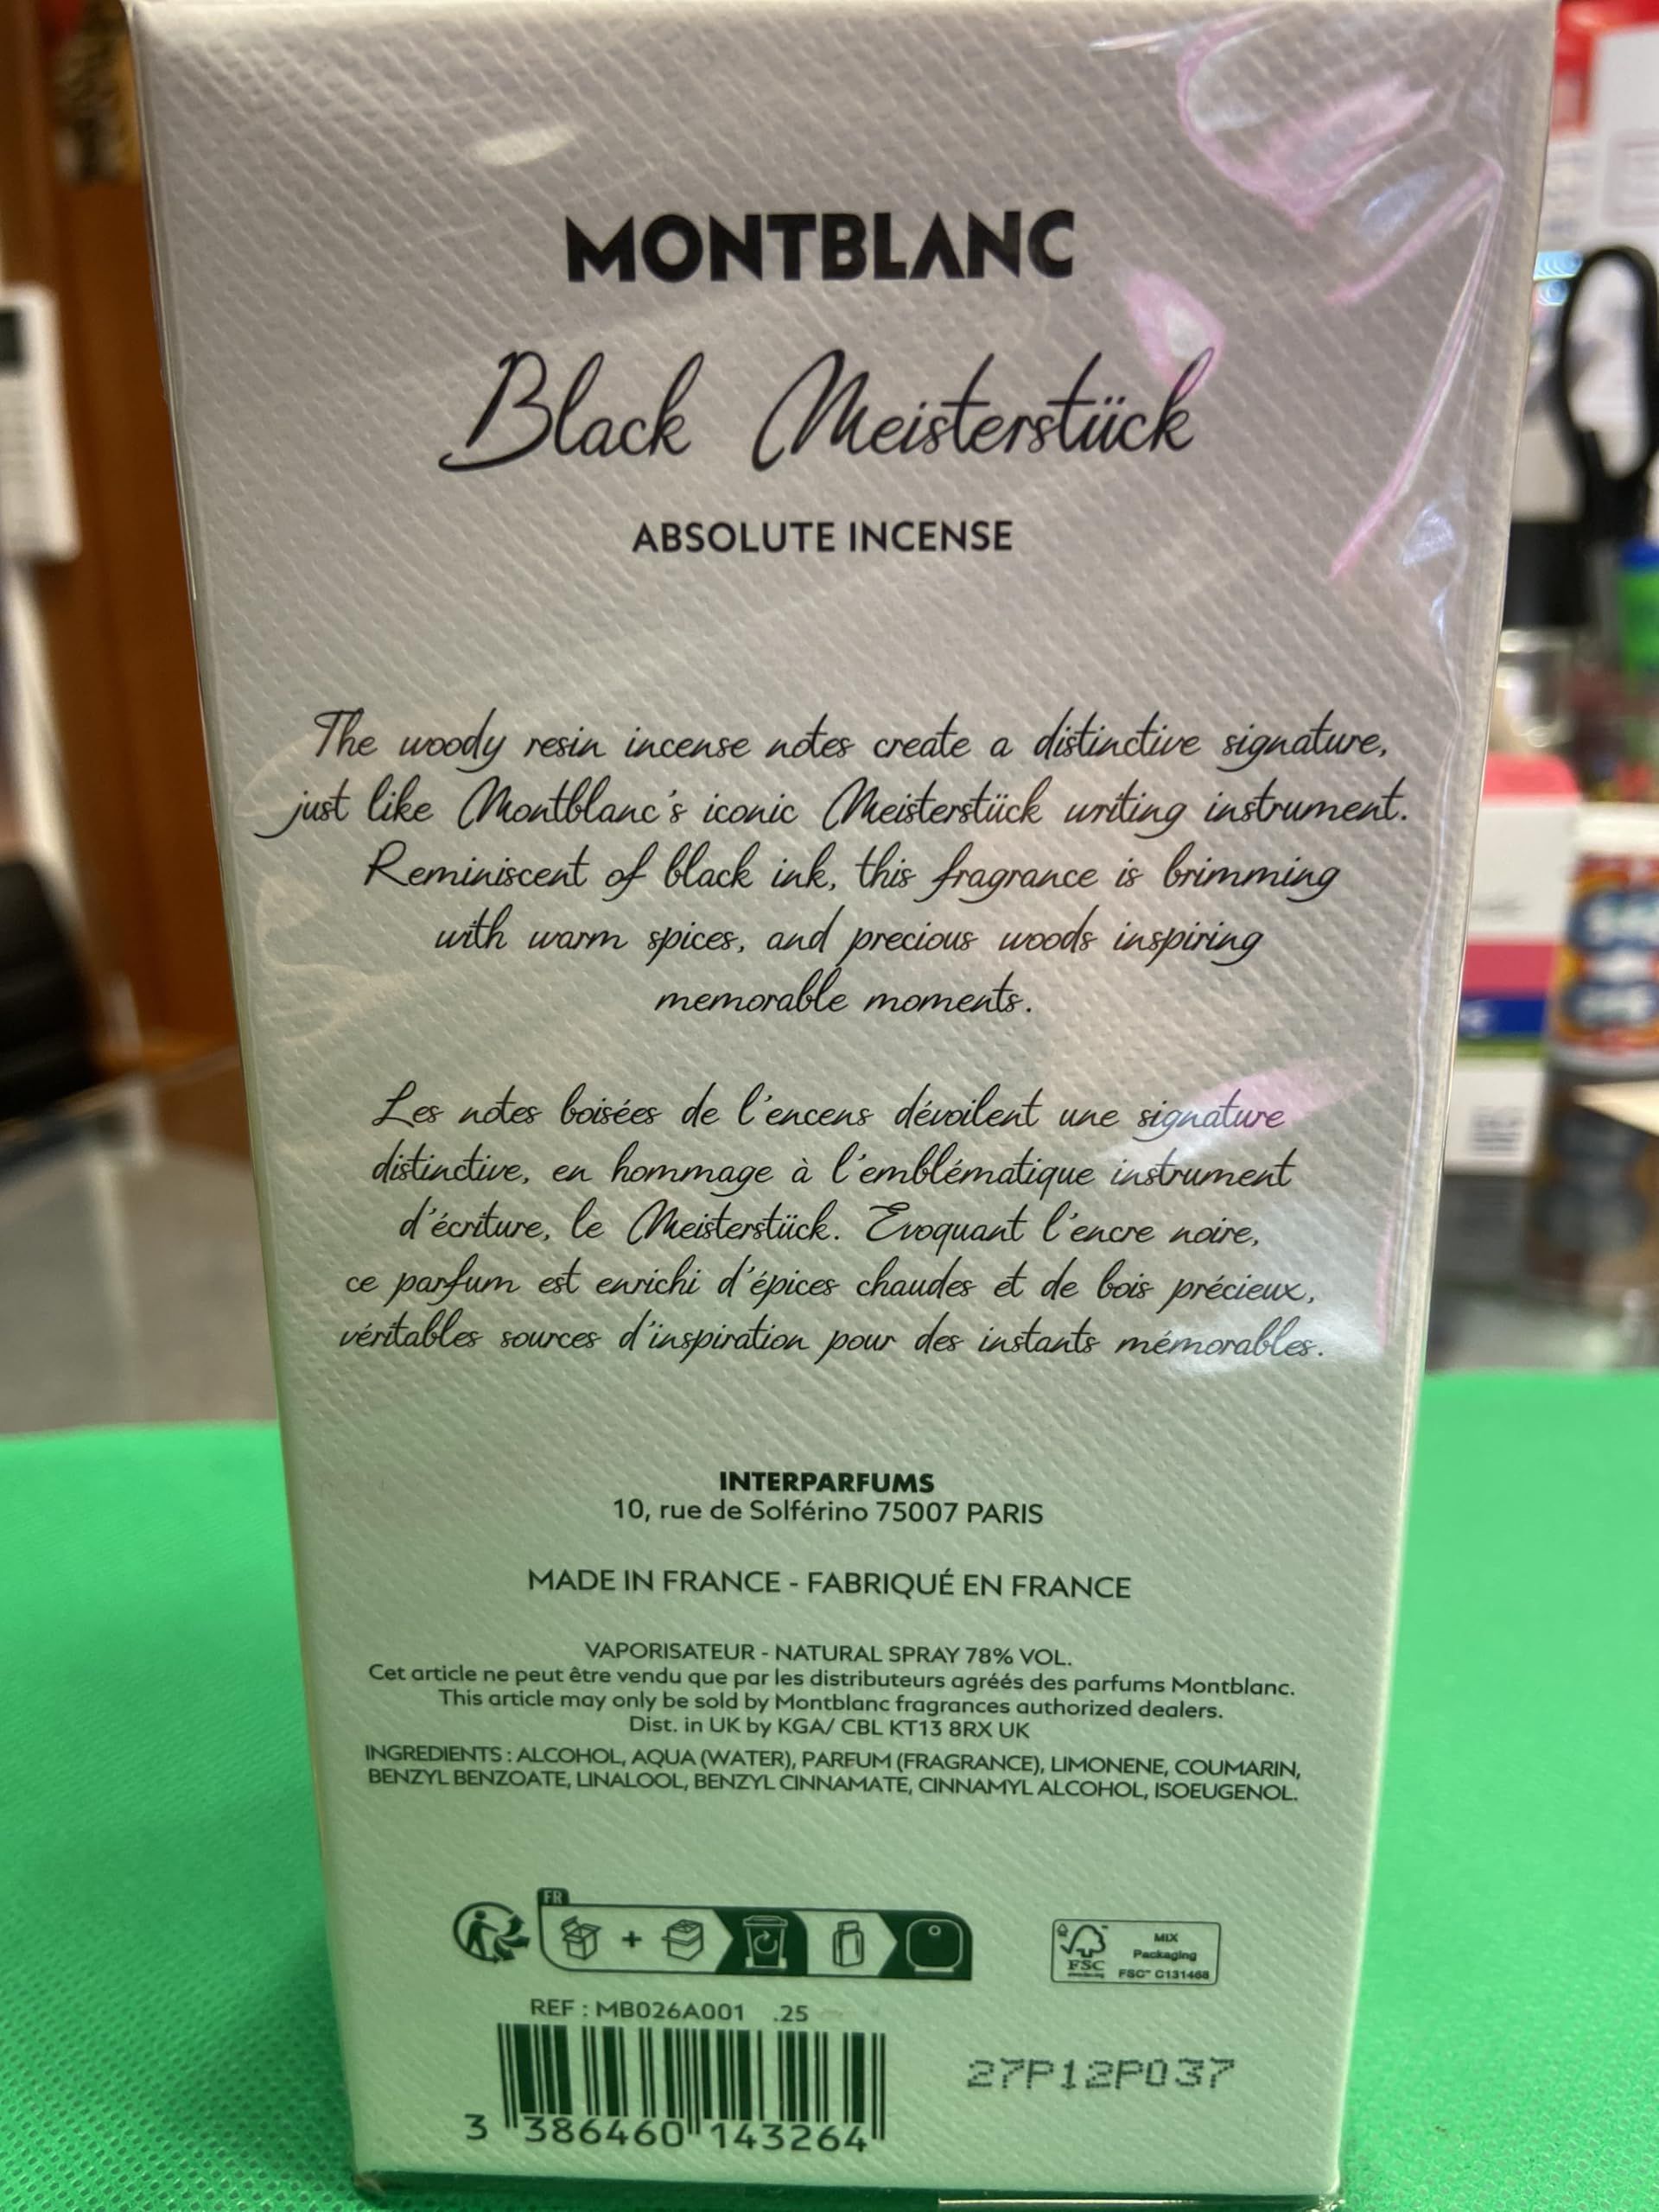 MONTBLANC
Black Meisterstück
ABSOLUTE INCENSE
The woody resin incense notes create a distinctive signature,
just like Montblanc's iconic Meisterstück writing instrument.
Reminiscent of black ink, this fragrance is brimming
with warm spices, and precious woods inspiring
memorable moments.
Les notes boisées de l'encens dévoilent une signature
distinctive, en hommage à l'emblématique instrument
d'écriture, le Meisterstück. Evoquant l'encre noire,
ce parfum est enrichi d'épices chaudes et de bois précieux,
véritables sources d'inspiration pour des instants mémorables.
INTERPARFUMS
10, rue de Solférino 75007 PARIS
MADE IN FRANCE - FABRIQUÉ EN FRANCE
VAPORISATEUR - NATURAL SPRAY 78% VOL.
Cet article ne peut être vendu que par les distributeurs agréés des parfums Montblanc.
This article may only be sold by Montblanc fragrances authorized dealers.
Dist. in UK by KGA/ CBL KT13 8RX UK
INGREDIENTS : ALCOHOL, AQUA (WATER), PARFUM (FRAGRANCE), LIMONENE, COUMARIN,
BENZYL BENZOATE, LINALOOL, BENZYL CINNAMATE, CINNAMYL ALCOHOL, ISOEUGENOL.
FR
FSC
MIX
Packaging
FSC™ C131468
REF : MB026A001 .25
27P12P037
3 386460 143264